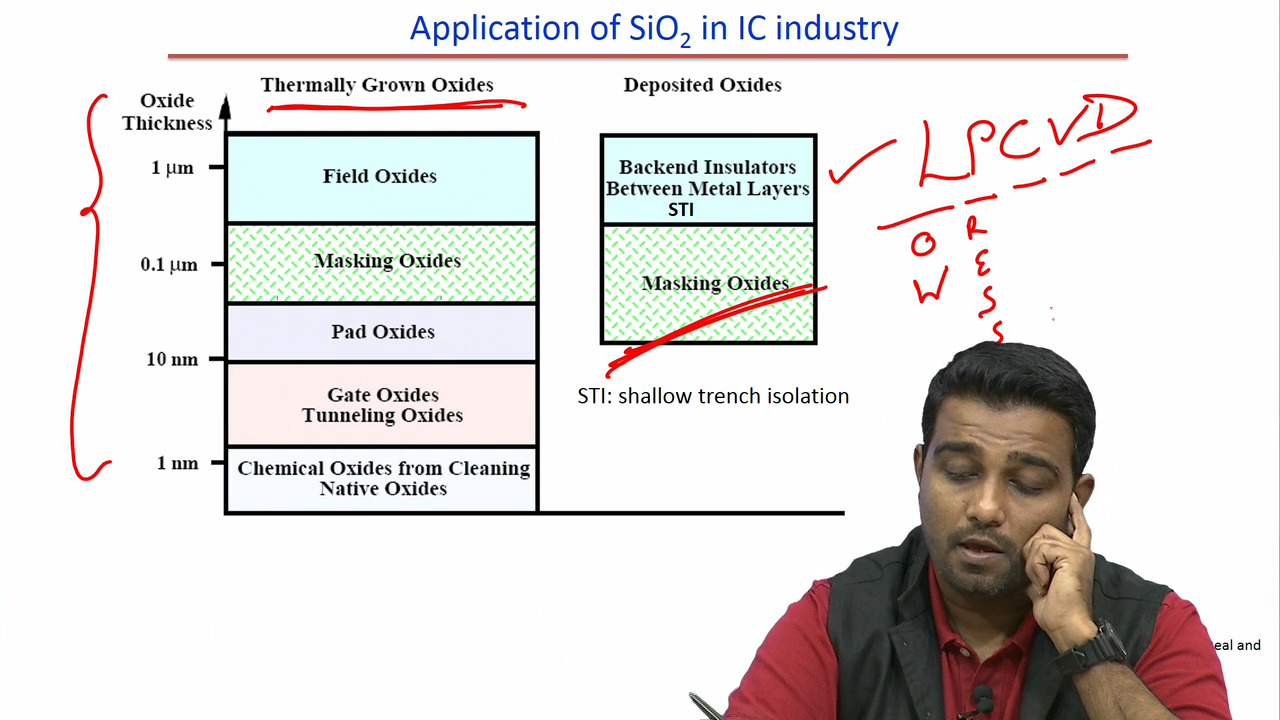 Application of SiO2 in IC industry
Thermally Grown Oxides
Deposited Oxides
Oxide
Thickness
1 μm
0.1 μm
10 nm
1 nm
Field Oxides
Masking Oxides
Pad Oxides
Gate Oxides
Tunneling Oxides
Chemical Oxides from Cleaning
Native Oxides
Backend Insulators
Between Metal Layers
STI
Masking Oxides
STI: shallow trench isolation
LPCVD
OW
RESS
eal and